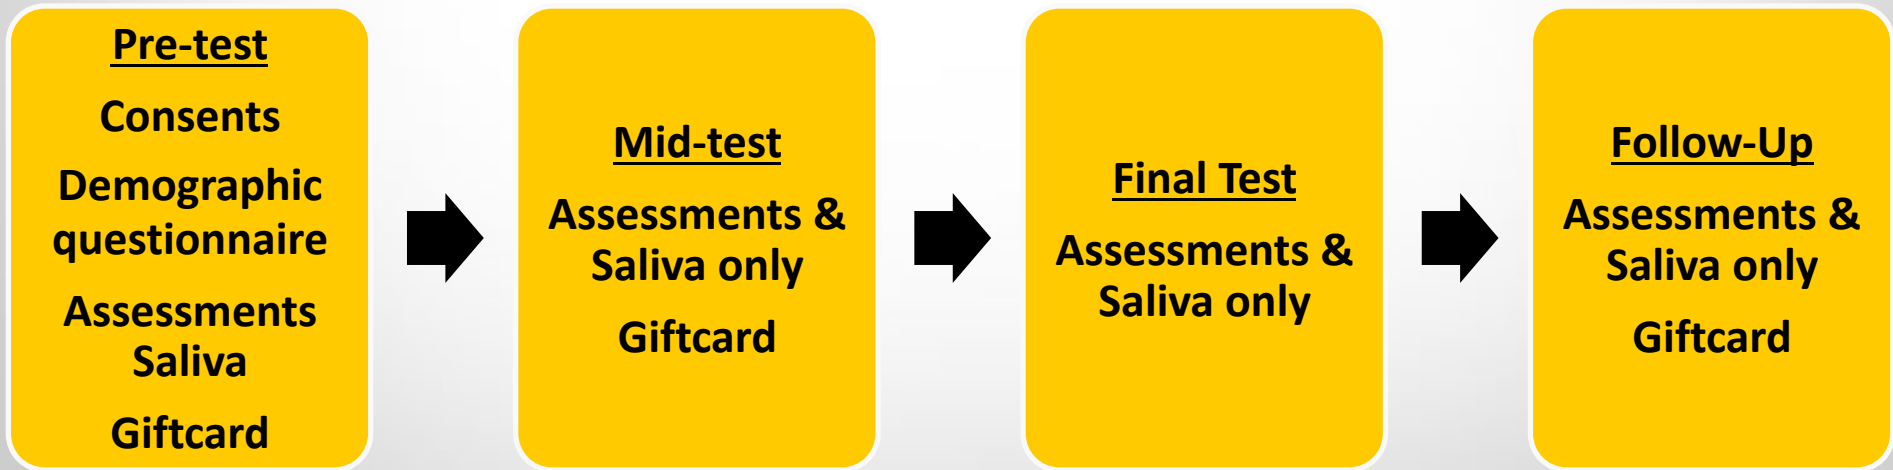 Pre-test
Consents
Demographic
questionnaire
Assessments
Saliva
Giftcard
Mid-test
Assessments &
Saliva only
Giftcard
Final Test
Assessments &
Saliva only
Follow-Up
Assessments &
Saliva only
Giftcard